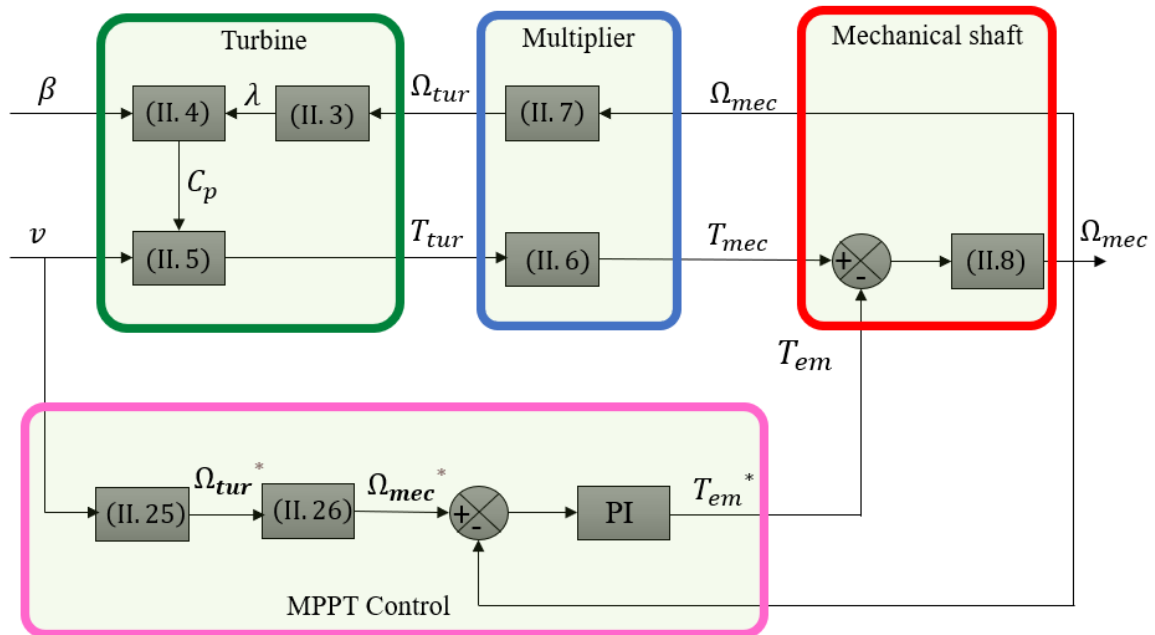 Turbine
Multiplier
Mechanical shaft
β
(II. 4)
λ
(II. 3)
Ω_tur
(II. 7)
Ω_mec
C_p
v
(II. 5)
T_tur
(II. 6)
T_mec
+
-
(II.8)
Ω_mec
T_em
(II. 25)
Ω_tur*
(II. 26)
Ω_mec*
+
-
PI
T_em*
MPPT Control